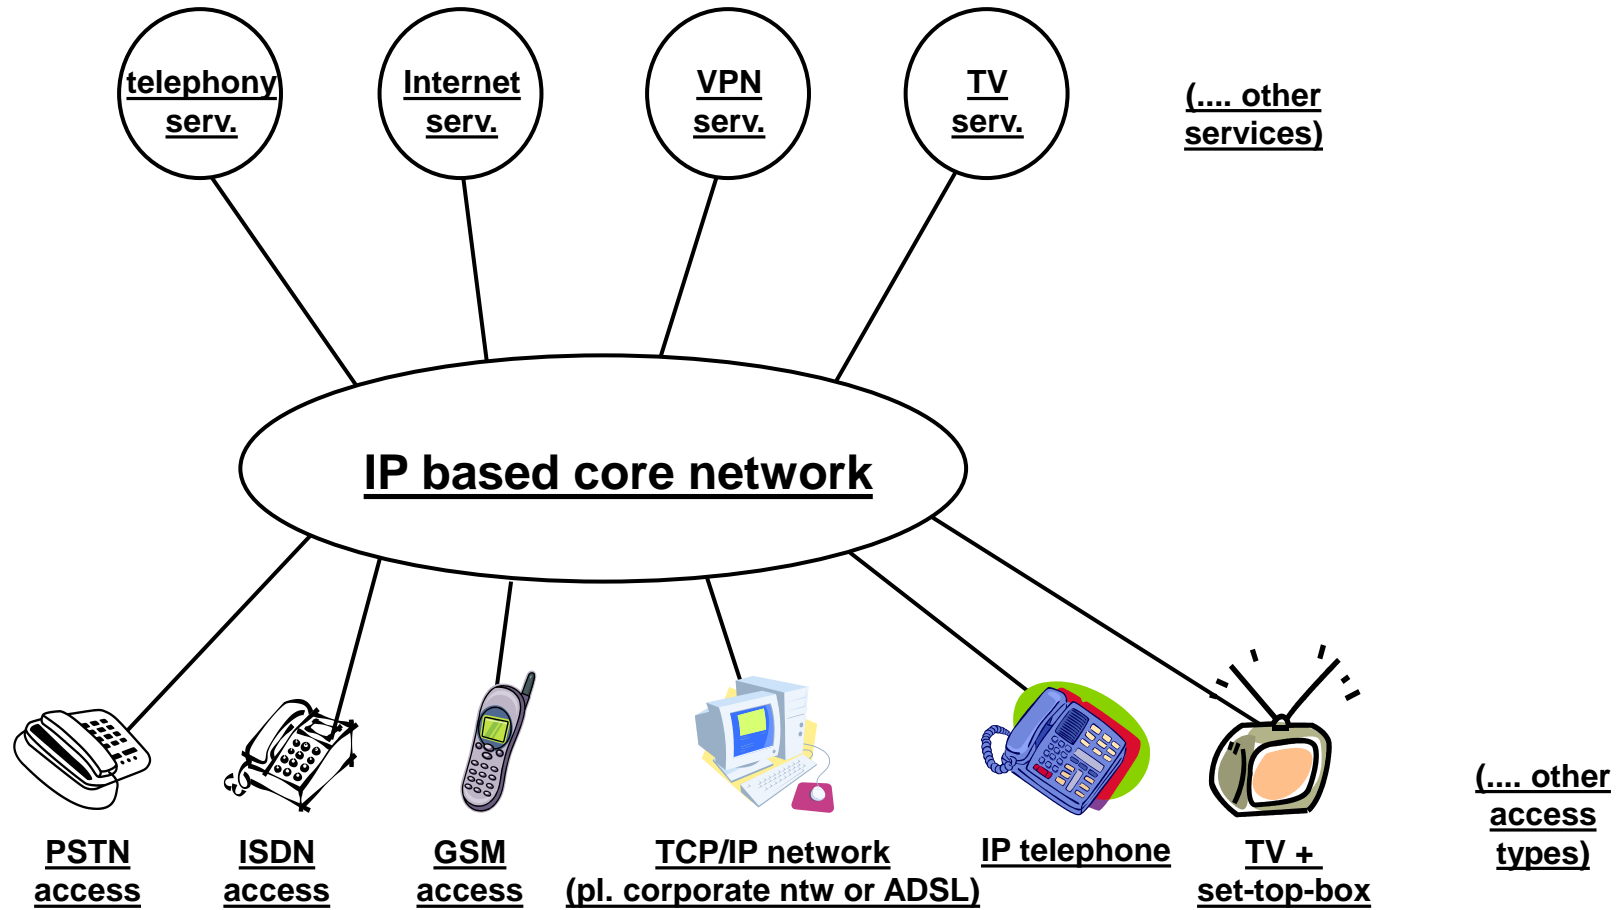 telephony
serv.
Internet
serv.
VPN
serv.
TV
serv.
(.... other
services)
IP based core network
PSTN
access
ISDN
access
GSM
access
TCP/IP network
(pl. corporate ntw or ADSL)
IP telephone
TV +
set-top-box
(.... other
access
types)